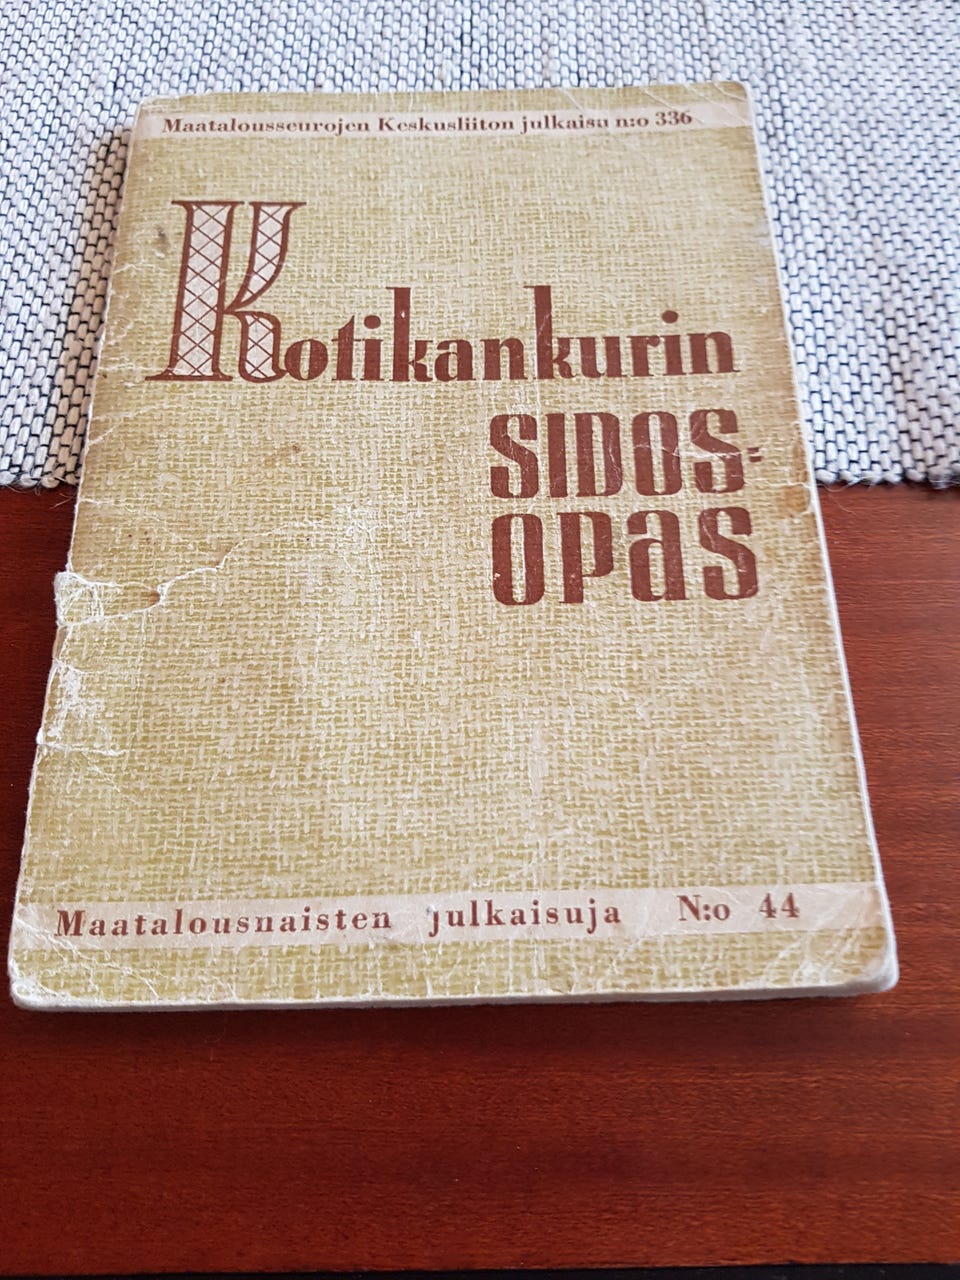 Maatalousseurojen Keskusliiton julkaisu n:o 336
Kotikankurin
SIDOS-
OPAS
Maatalousnaisten julkaisuja N:o 44